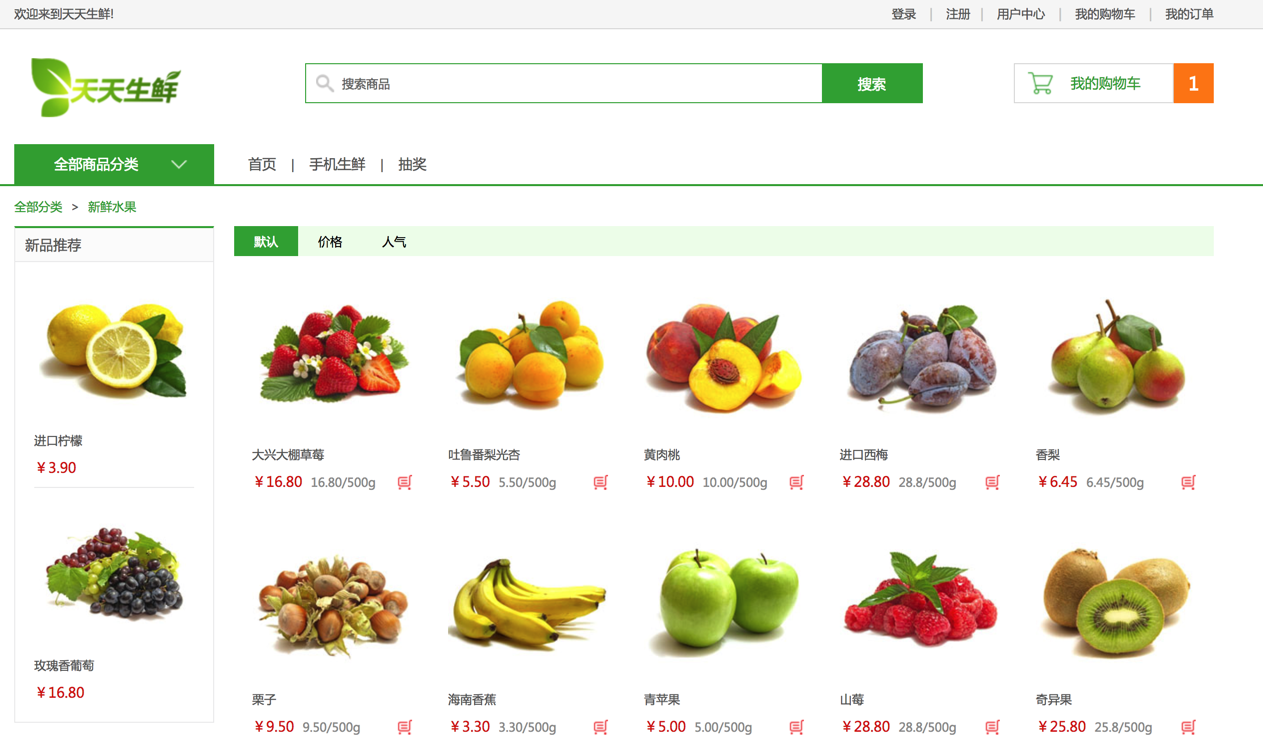 欢迎来到天天生鲜!
登录 | 注册 | 用户中心 | 我的购物车 | 我的订单
天天生鲜
搜索商品
搜索
我的购物车
1
全部商品分类
首页 | 手机生鲜 | 抽奖
全部分类 > 新鲜水果
新品推荐
进口柠檬
￥3.90
玫瑰香葡萄
￥16.80
默认 价格 人气
大兴大棚草莓
￥16.80 16.80/500g
吐鲁番梨光杏
￥5.50 5.50/500g
黄肉桃
￥10.00 10.00/500g
进口西梅
￥28.80 28.8/500g
香梨
￥6.45 6.45/500g
栗子
￥9.50 9.50/500g
海南香蕉
￥3.30 3.30/500g
青苹果
￥5.00 5.00/500g
山莓
￥28.80 28.8/500g
奇异果
￥25.80 25.8/500g